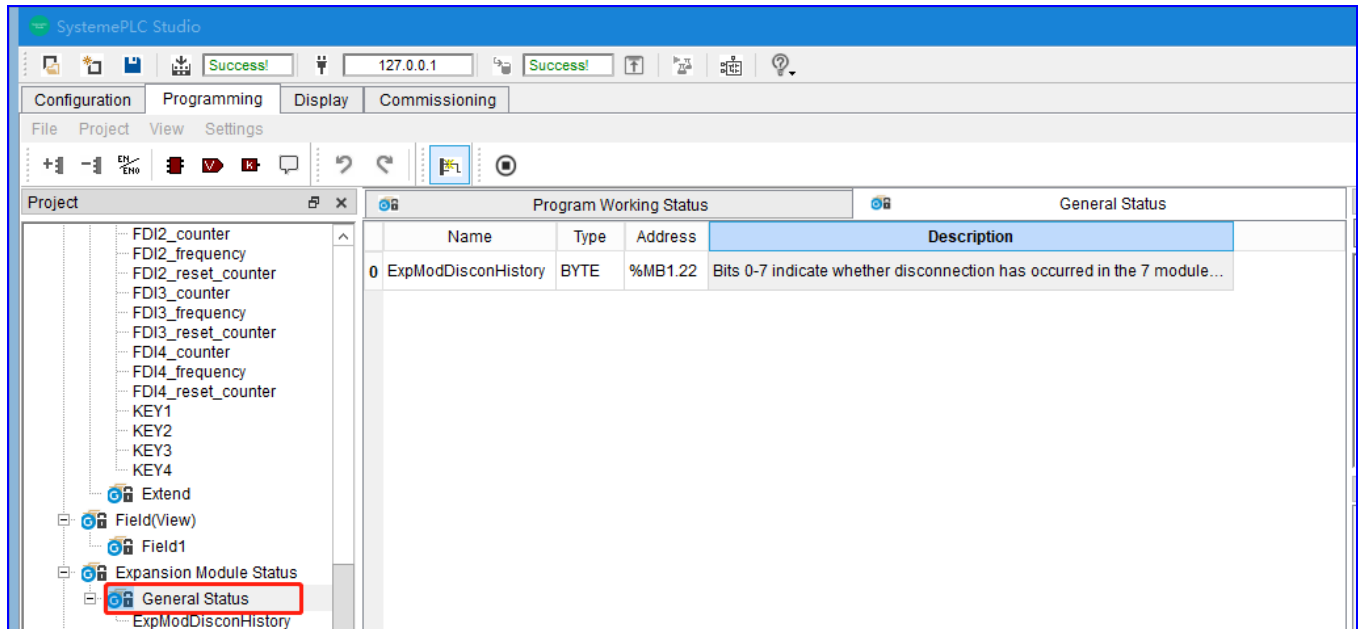 SystemePLC Studio
Success! 127.0.0.1 Success!
Configuration Programming Display Commissioning
File Project View Settings
EN/ENO V K
Project
Program Working Status
General Status
FDI2_counter
FDI2_frequency
FDI2_reset_counter
FDI3_counter
FDI3_frequency
FDI3_reset_counter
FDI4_counter
FDI4_frequency
FDI4_reset_counter
KEY1
KEY2
KEY3
KEY4
Extend
Field(View)
Field1
Expansion Module Status
General Status
ExpModDisconHistory
Name Type Address Description
0 ExpModDisconHistory BYTE %MB1.22 Bits 0-7 indicate whether disconnection has occurred in the 7 module...